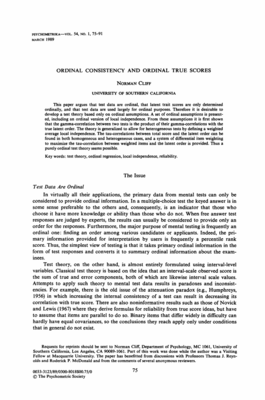 PSYCHOMETRIKA—VOL. 54, NO. 1, 75-91
MARCH 1989
ORDINAL CONSISTENCY AND ORDINAL TRUE SCORES
NORMAN CLIFF
UNIVERSITY OF SOUTHERN CALIFORNIA
This paper argues that test data are ordinal, that latent trait scores are only determined
ordinally, and that test data are used largely for ordinal purposes. Therefore it is desirable to
develop a test theory based only on ordinal assumptions. A set of ordinal assumptions is present-
ed, including an ordinal version of local independence. From these assumptions it is first shown
that the gamma-correlation between two tests is the product of their gamma-correlations with the
true latent order. The theory is generalized to allow for heterogeneous tests by defining a weighted
average local independence. The tau-correlations between total score and the latent order can be
found in both homogeneous and heterogeneous cases, and a system of differential item weighting
to maximize the tau-correlation between weighted items and the latent order is provided. Thus a
purely ordinal test theory seems possible.
Key words: test theory, ordinal regression, local independence, reliability.
The Issue
Test Data Are Ordinal
In virtually all their applications, the primary data from mental tests can only be
considered to provide ordinal information. In a multiple-choice test the keyed answer is in
some sense preferable to the others and, consequently, is an indicator that those who
choose it have more knowledge or ability than those who do not. When free answer test
responses are judged by experts, the results can usually be considered to provide only an
order for the responses. Furthermore, the major purpose of mental testing is frequently an
ordinal one: finding an order among various candidates or applicants. Indeed, the pri-
mary information provided for interpretation by users is frequently a percentile rank
score. Thus, the simplest view of testing is that it takes primary ordinal information in the
form of test responses and converts it to summary ordinal information about the exam-
inees.
Test theory, on the other hand, is almost entirely formulated using interval-level
variables. Classical test theory is based on the idea that an interval-scale observed score is
the sum of true and error components, both of which are likewise interval scale values.
Attempts to apply such theory to mental test data results in paradoxes and inconsist-
encies. For example, there is the old issue of the attenuation paradox (e.g., Humphreys,
1956) in which increasing the internal consistency of a test can result in decreasing its
correlation with true score. There are also noninformative results such as those of Novick
and Lewis (1967) where they derive formulas for reliability of true score ideas, but have
to assume that items are parallel to do so. Binary items that differ widely in difficulty can
hardly have equal covariances, so the conclusions they reach apply only under conditions
that in general do not exist.
Requests for reprints should be sent to Norman Cliff, Department of Psychology, MC 1061, University of
Southern California, Los Angeles, CA 90089-1061. Part of this work was done while the author was a Visiting
Fellow at Macquarie University. The paper has benefitted from discussions with Professors Thomas J. Reyn-
olds and Roderick P. McDonald and from the comments of several anonymous reviewers.
0033-3123/89/0300-8018$00.75/0
© The Psychometric Society
75